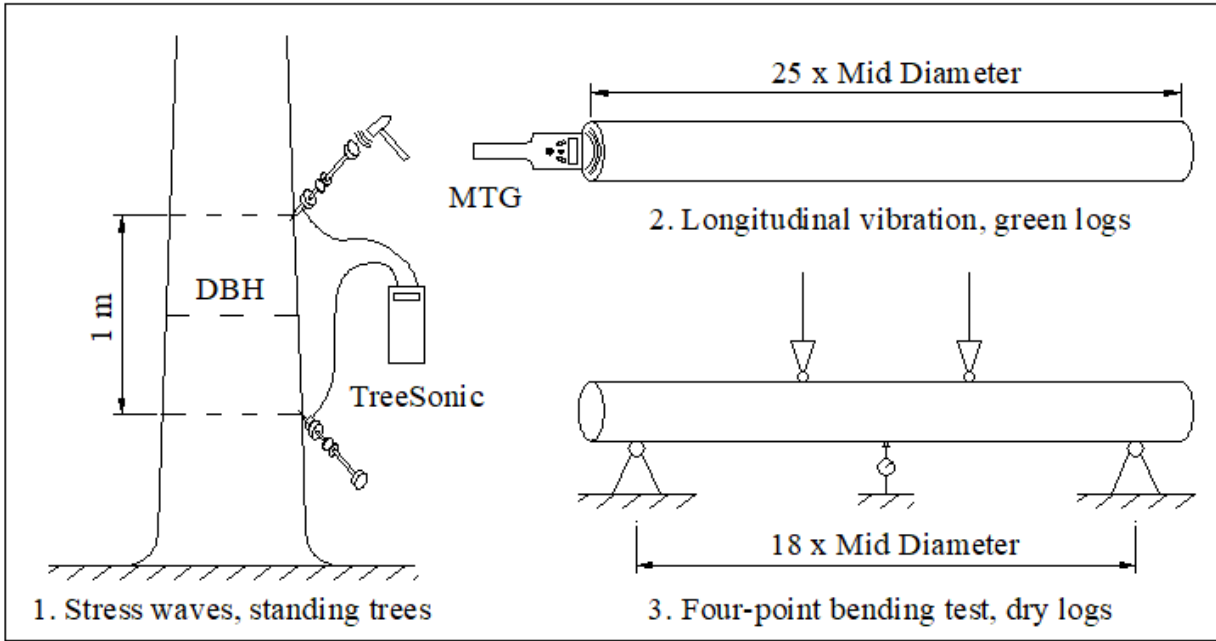 1 m
DBH
TreeSonic
1. Stress waves, standing trees
25 x Mid Diameter
MTG
2. Longitudinal vibration, green logs
18 x Mid Diameter
3. Four-point bending test, dry logs